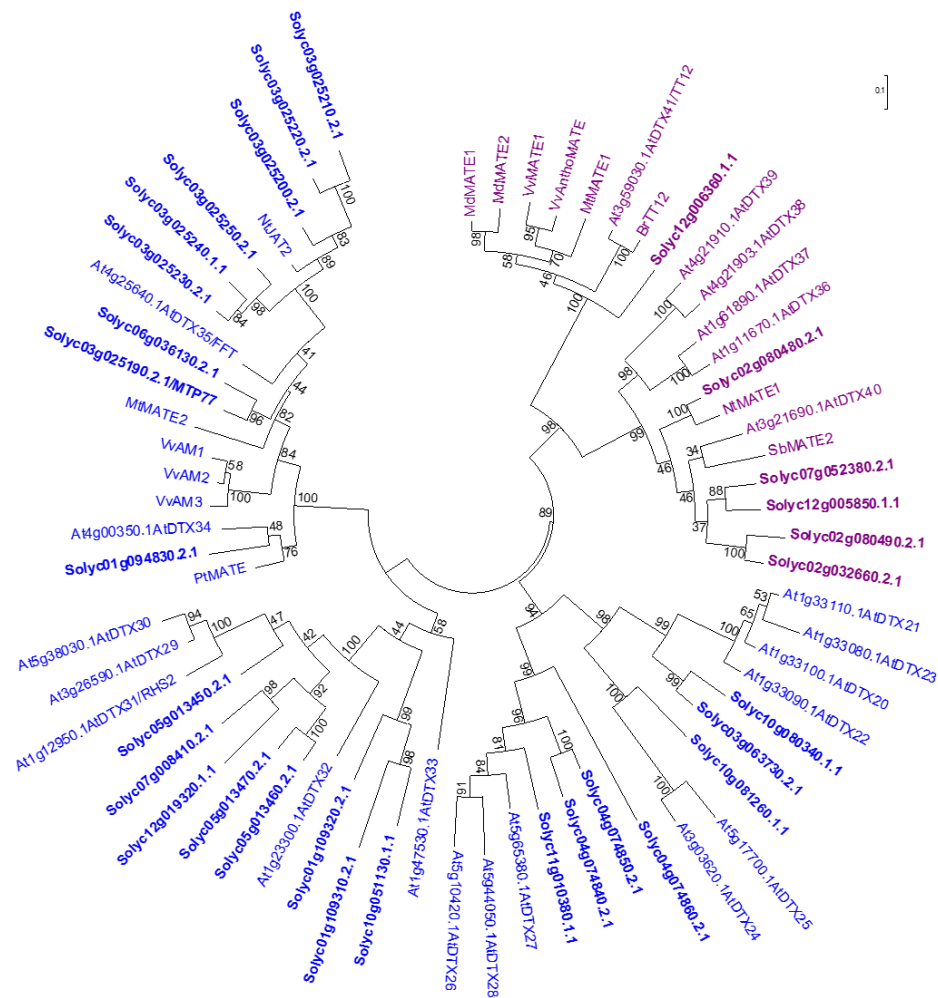 0.1
MdMATE1
MdMATE2
VvMATE1
VvAnthoMATE
MtMATE1
At3g59030.1AtDTX41/TT12
BrTT12
Solyc12g006360.1.1
At4g21910.1AtDTX39
At4g21903.1AtDTX38
At1g61890.1AtDTX37
At1g11670.1AtDTX36
Solyc02g080480.2.1
NtMATE1
At3g21690.1AtDTX40
SbMATE2
Solyc07g052380.2.1
Solyc12g005850.1.1
Solyc02g080490.2.1
Solyc02g032660.2.1
At1g33110.1AtDTX21
At1g33080.1AtDTX23
At1g33100.1AtDTX20
At1g33090.1AtDTX22
Solyc10g080340.1.1
Solyc03g063730.2.1
Solyc10g081260.1.1
At5g17700.1AtDTX25
At3g03620.1AtDTX24
Solyc04g074860.2.1
Solyc04g074850.2.1
Solyc04g074840.2.1
Solyc11g010380.1.1
At5g65380.1AtDTX27
At5g44050.1AtDTX28
At5g10420.1AtDTX26
At1g47530.1AtDTX33
Solyc10g051130.1.1
Solyc01g109310.2.1
Solyc01g109320.2.1
At1g23300.1AtDTX32
Solyc05g013460.2.1
Solyc05g013470.2.1
Solyc12g019320.1.1
Solyc07g008410.2.1
Solyc05g013450.2.1
At1g12950.1AtDTX31/RHS2
At3g26590.1AtDTX29
At5g38030.1AtDTX30
PtMATE
Solyc01g094830.2.1
At4g00350.1AtDTX34
VvAM3
VvAM2
VvAM1
MtMATE2
Solyc03g025190.2.1/MTP77
Solyc06g036130.2.1
At4g25640.1AtDTX35/FFT
Solyc03g025230.2.1
Solyc03g025240.1.1
Solyc03g025250.2.1
NtJAT2
Solyc03g025200.2.1
Solyc03g025220.2.1
Solyc03g025210.2.1
98
95
70
58
46
100
100
100
100
98
99
100
46
34
46
88
37
100
98
89
53
65
100
99
98
99
100
100
94
99
96
100
81
84
91
58
44
99
98
100
42
92
100
98
47
100
94
100
76
48
84
100
58
82
96
44
41
100
98
84
89
83
100